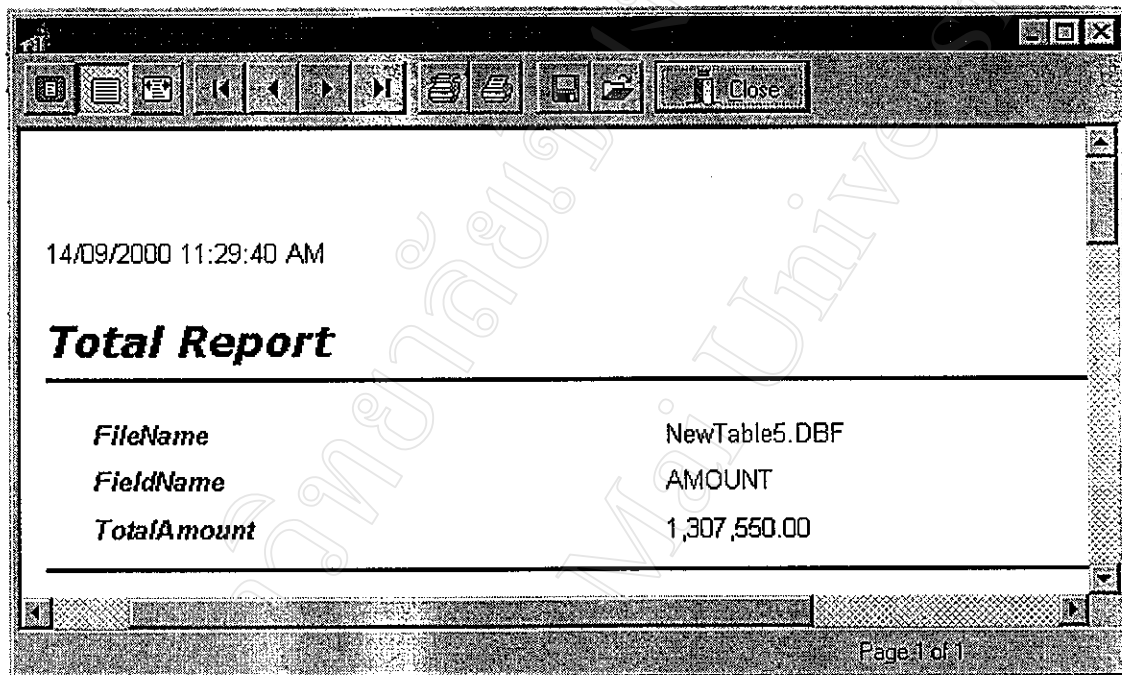 Close
14/09/2000 11:29:40 AM
Total Report
FileName NewTable5.DBF
FieldName AMOUNT
TotalAmount 1,307,550.00
Page 1 of 1